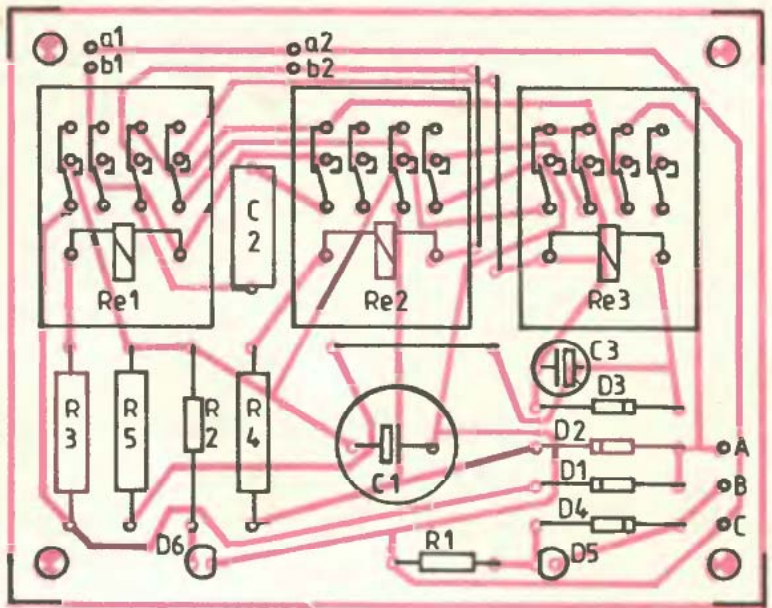 a1 a2
b1 b2
C
2
Re1 Re2 Re3
C3
D3
R R R R
3 5 2 4
D2 A
C1 D1 B
D4 C
D6 R1 D5